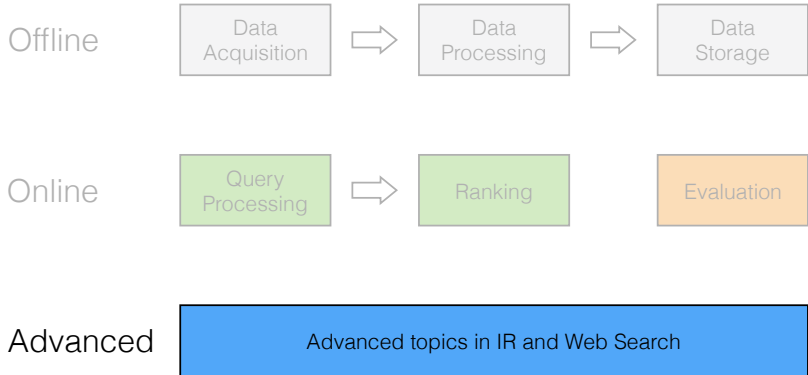 Offline
Data
Acquisition
Data
Processing
Data
Storage
Online
Query
Processing
Ranking
Evaluation
Advanced
Advanced topics in IR and Web Search